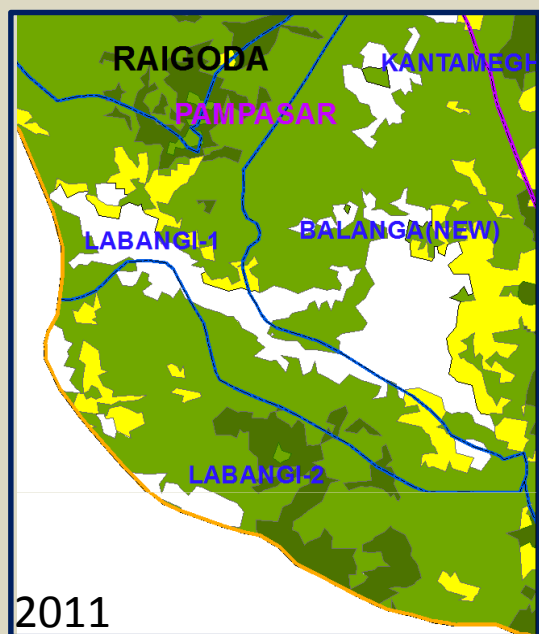 RAIGODA
KANTAMEGH
PAMPASAR
LABANGI-1
BALANGA(NEW)
LABANGI-2
2011